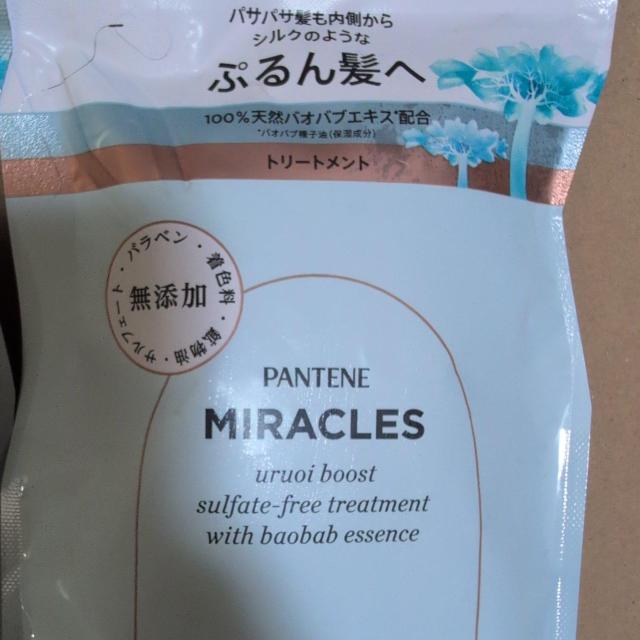 パサパサ髪も内側から
シルクのような
ぷるん髪へ
100%天然バオバブエキス*配合
*バオバブ種子油(保湿成分)
トリートメント
サルフェート・パラベン・着色料・鉱物油・
無添加
PANTENE
MIRACLES
uruoi boost
sulfate-free treatment
with baobab essence